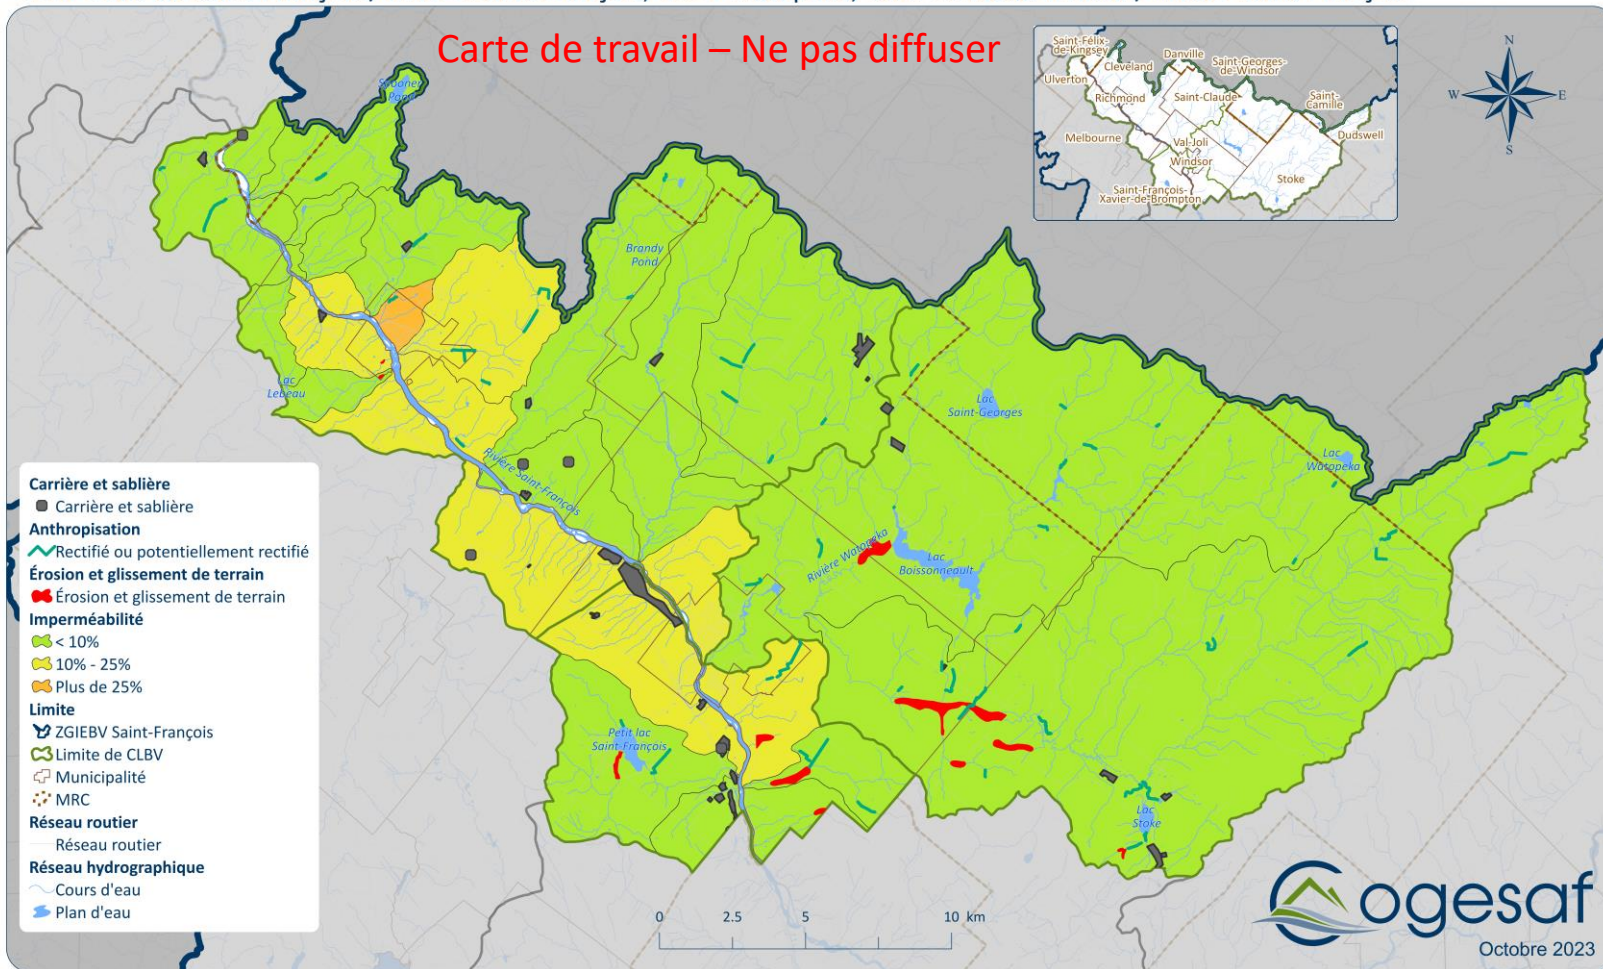 Carte de travail – Ne pas diffuser
Saint-Félix-
de-Kingsey
Danville
Cleveland
Saint-Georges-
de-Windsor
Ulverton
Richmond
Saint-Claude
Saint-
Camille
Melbourne
Dudswell
Val-Joli
Windsor
Stoke
Saint-François-
Xavier-de-Brompton
N
W
E
S
Pond
Brandy
Pond
Lac
Lebeau
Lac
Saint-Georges
Lac
Watopeka
Rivière Saint-François
Rivière Watopeka
Lac
Boissonneault
Petit lac
Saint-François
Lac
Stoke
Carrière et sablière
Carrière et sablière
Anthropisation
Rectifié ou potentiellement rectifié
Érosion et glissement de terrain
Érosion et glissement de terrain
Imperméabilité
< 10%
10% - 25%
Plus de 25%
Limite
ZGIEBV Saint-François
Limite de CLBV
Municipalité
MRC
Réseau routier
Réseau routier
Réseau hydrographique
Cours d'eau
Plan d'eau
0 2.5 5 10 km
Cogesaf
Octobre 2023